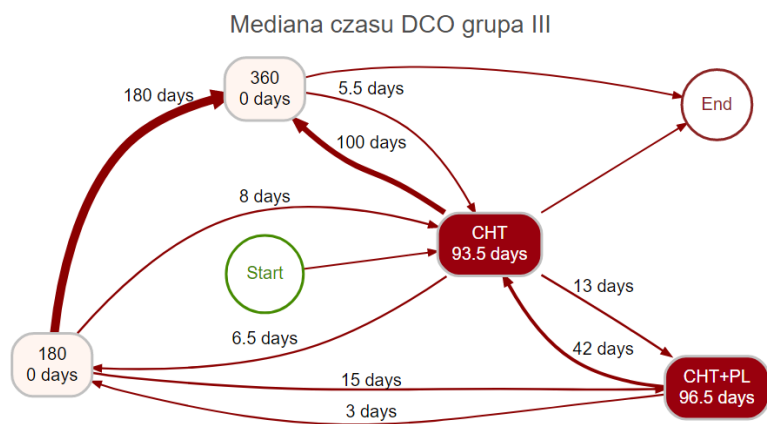 Mediana czasu DCO grupa III
360
0 days
180 days
5.5 days
End
100 days
8 days
CHT
93.5 days
Start
13 days
6.5 days
42 days
180
0 days
15 days
CHT+PL
96.5 days
3 days